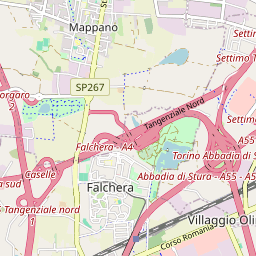 Mappano
Settimo
Settimo T
SP267
Borgaro
Tangenziale Nord
Settimo
Falchera - A4
Torino Abbadia di S
Caselle
Abbadia di Stura - A55 - A55
Falchera
a sud
S Tangenziale nord
Villaggio Oli
Corso Romania